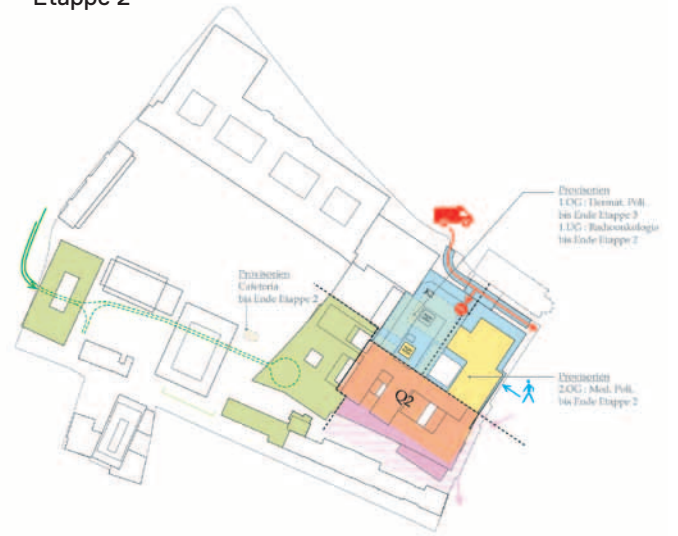 Etappe 2
Provisorien
1.OG : Dermat. Poli.
bis Ende Etappe 3
1.UG : Radioonkologie
bis Ende Etappe 2
Provisorien
Cafeteria
bis Ende Etappe 2
Provisorien
2.OG : Med. Poli.
bis Ende Etappe 2
Q2